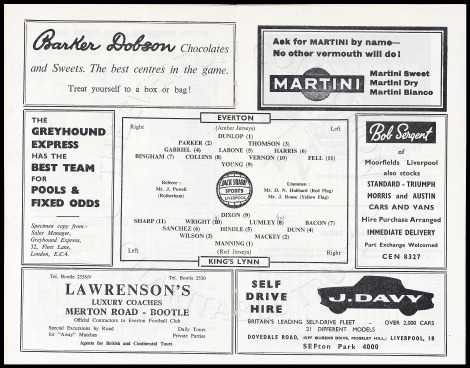 Barker Dobson Chocolates
and Sweets. The best centres in the game.
Treat yourself to a box or bag!
Ask for MARTINI by name—
No other vermouth will do!
MARTINI
Martini Sweet
Martini Dry
Martini Bianco
THE
GREYHOUND
EXPRESS
HAS THE
BEST TEAM
FOR
POOLS &
FIXED ODDS
Specimen copy from:-
Sales Manager,
Greyhound Express,
32, Fleet Lane,
London, E.C.4.
EVERTON
Right (Amber Jerseys) Left
DUNLOP (1)
PARKER (2) THOMSON (3)
GABRIEL (4) LABONE (5) HARRIS (6)
BINGHAM (7) COLLINS (8) VERNON (10) FELL (11)
YOUNG (9)
Referee :
Mr. J. Powell
(Rotherham)
JACK SHARP
SPORTS
LIVERPOOL
Linesmen :
Mr. D. N. Hubbard (Red Flag)
Mr. J. Rome (Yellow Flag)
DIXON (9)
SHARP (11) WRIGHT (10) LUMLEY (8) BACON (7)
SANCHEZ (6) HINDLE (5) DUNN (4)
WILSON (3) MACKEY (2)
MANNING (1)
Left (Red Jerseys) Right
KING'S LYNN
Bob Sergent
of
Moorfields Liverpool
also stocks
STANDARD - TRIUMPH
MORRIS and AUSTIN
CARS AND VANS
Hire Purchase Arranged
IMMEDIATE DELIVERY
Part Exchange Welcomed
CEN 8327
Tel. Bootle 2538/9 Tel. Bootle 2530
LAWRENSON'S
LUXURY COACHES
MERTON ROAD - BOOTLE
Official Contractors to Everton Football Club
Special Excursions by Road
for "Away" Matches
Daily Tours
Private Parties
Agents for British and Continental Tours
SELF
DRIVE
HIRE
J. DAVY
BRITAIN'S LEADING SELF-DRIVE FLEET - OVER 2,000 CARS
21 DIFFERENT MODELS
DOVEDALE ROAD, (OFF QUEENS DRIVE, MOSSLEY HILL) LIVERPOOL, 18
SEFton Park 4000